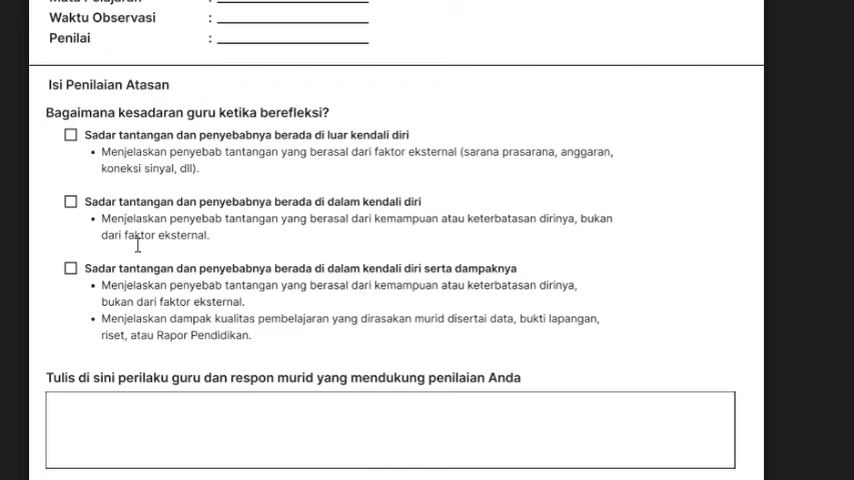 Waktu Observasi :
Penilai :
Isi Penilaian Atasan
Bagaimana kesadaran guru ketika berefleksi?
Sadar tantangan dan penyebabnya berada di luar kendali diri
• Menjelaskan penyebab tantangan yang berasal dari faktor eksternal (sarana prasarana, anggaran,
koneksi sinyal, dll).
Sadar tantangan dan penyebabnya berada di dalam kendali diri
• Menjelaskan penyebab tantangan yang berasal dari kemampuan atau keterbatasan dirinya, bukan
dari faktor eksternal.
Sadar tantangan dan penyebabnya berada di dalam kendali diri serta dampaknya
• Menjelaskan penyebab tantangan yang berasal dari kemampuan atau keterbatasan dirinya,
bukan dari faktor eksternal.
• Menjelaskan dampak kualitas pembelajaran yang dirasakan murid disertai data, bukti lapangan,
riset, atau Rapor Pendidikan.
Tulis di sini perilaku guru dan respon murid yang mendukung penilaian Anda